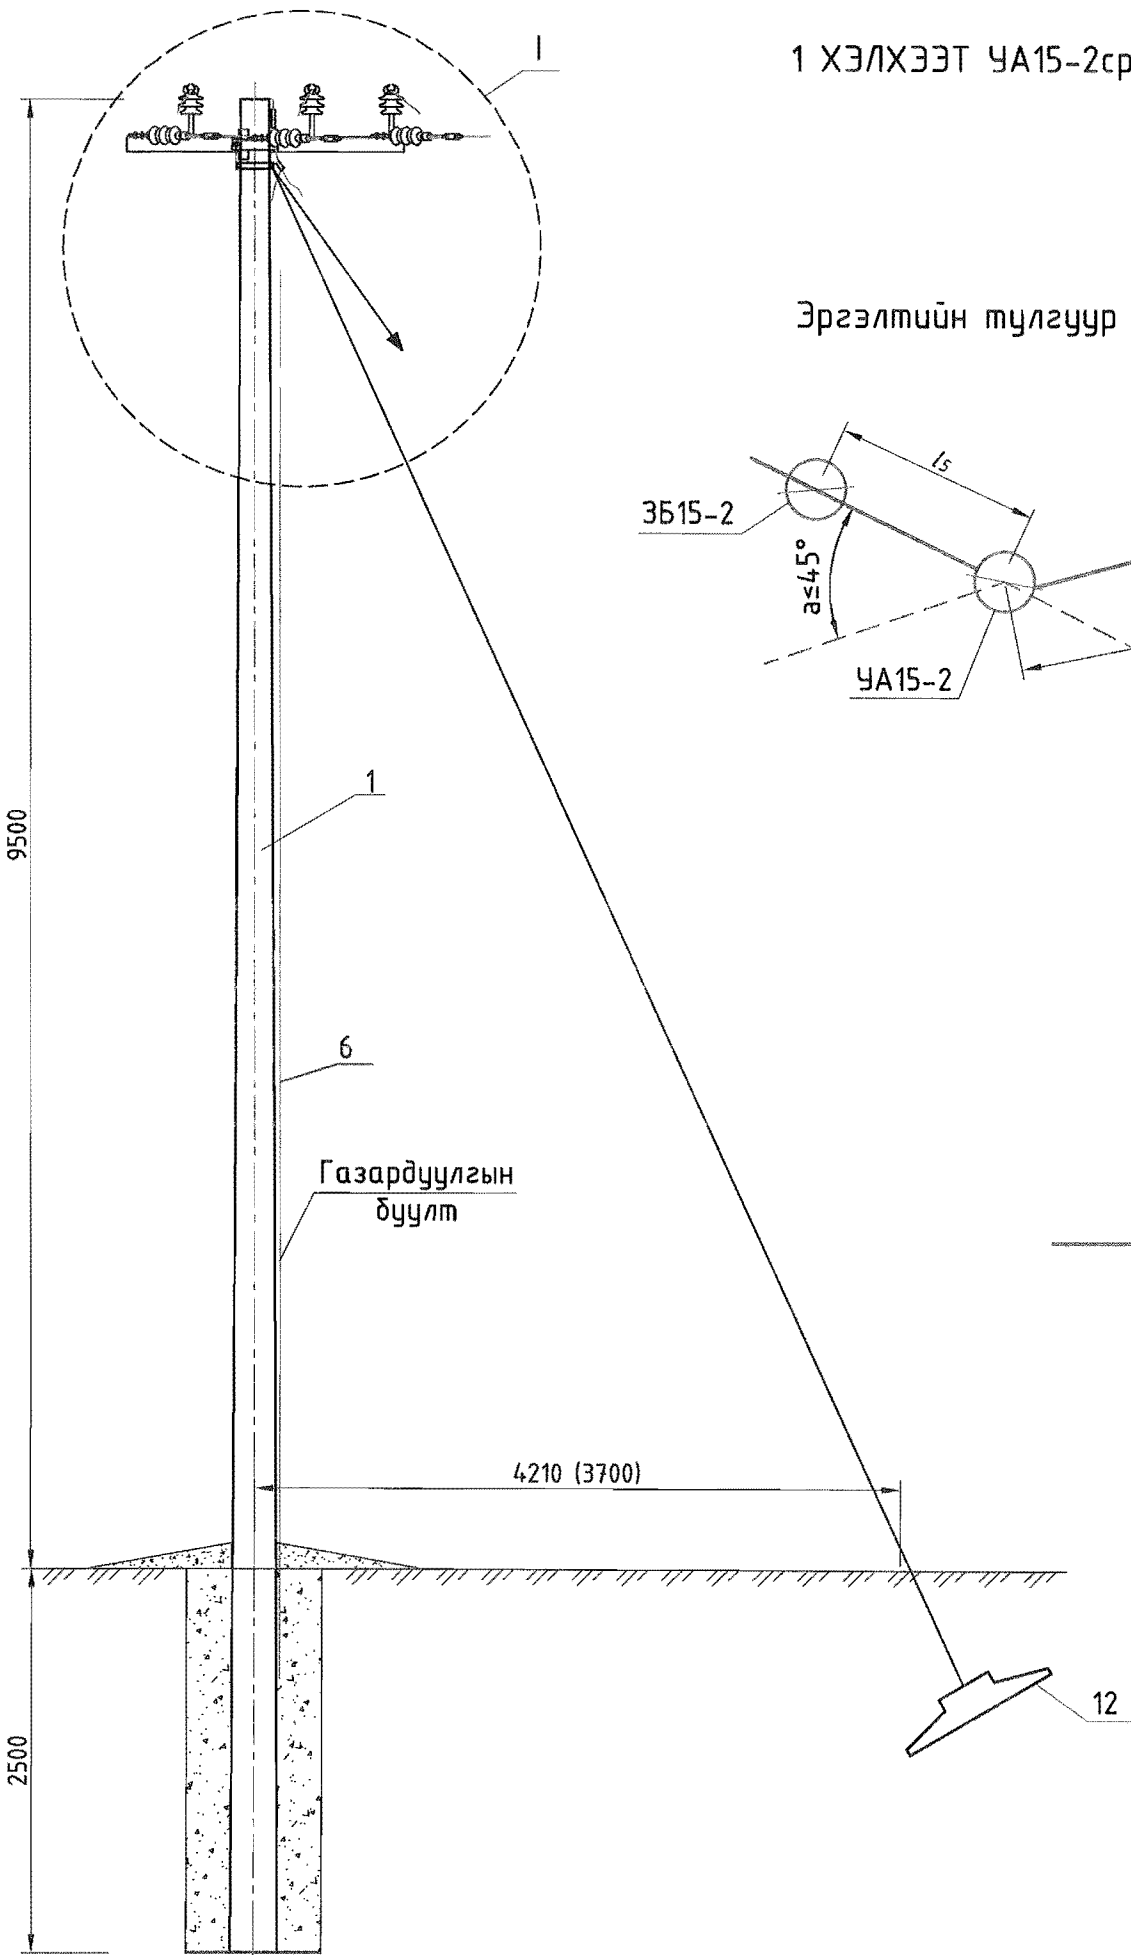 I
1 ХЭЛХЭЭТ УА15-2ср
Эргэлтийн тулгуур
l5
ЗБ15-2
a≤45°
УА15-2
1
9500
6
Газардуулгын
буулт
4210 (3700)
12
2500